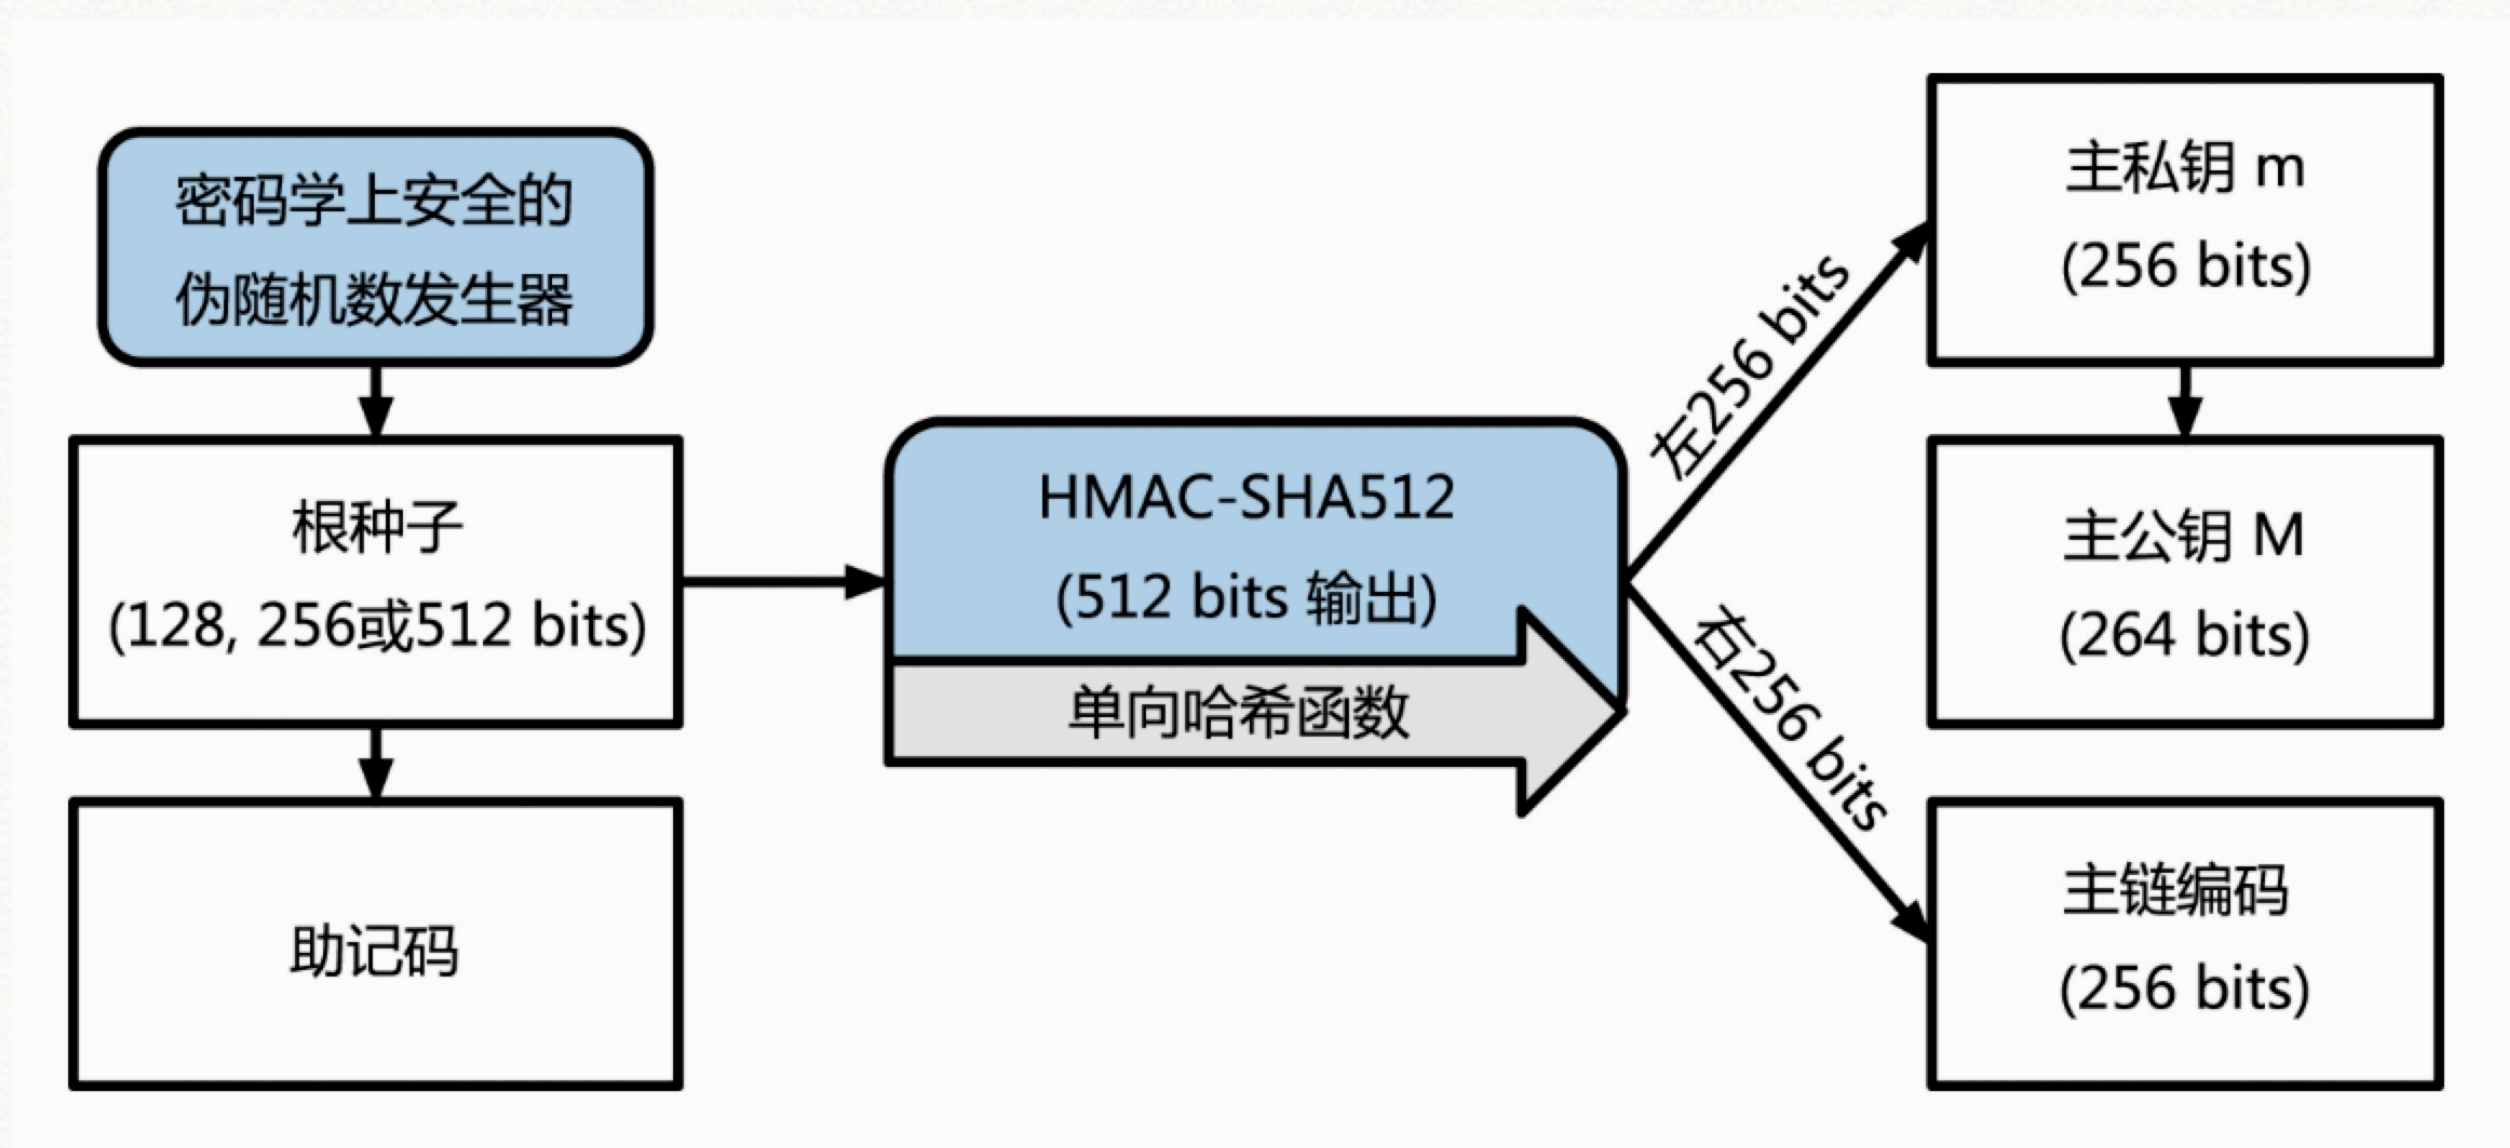 密码学上安全的
伪随机数发生器
根种子
(128, 256或512 bits)
助记码
HMAC-SHA512
(512 bits 输出)
单向哈希函数
左256 bits
右256 bits
主私钥 m
(256 bits)
主公钥 M
(264 bits)
主链编码
(256 bits)